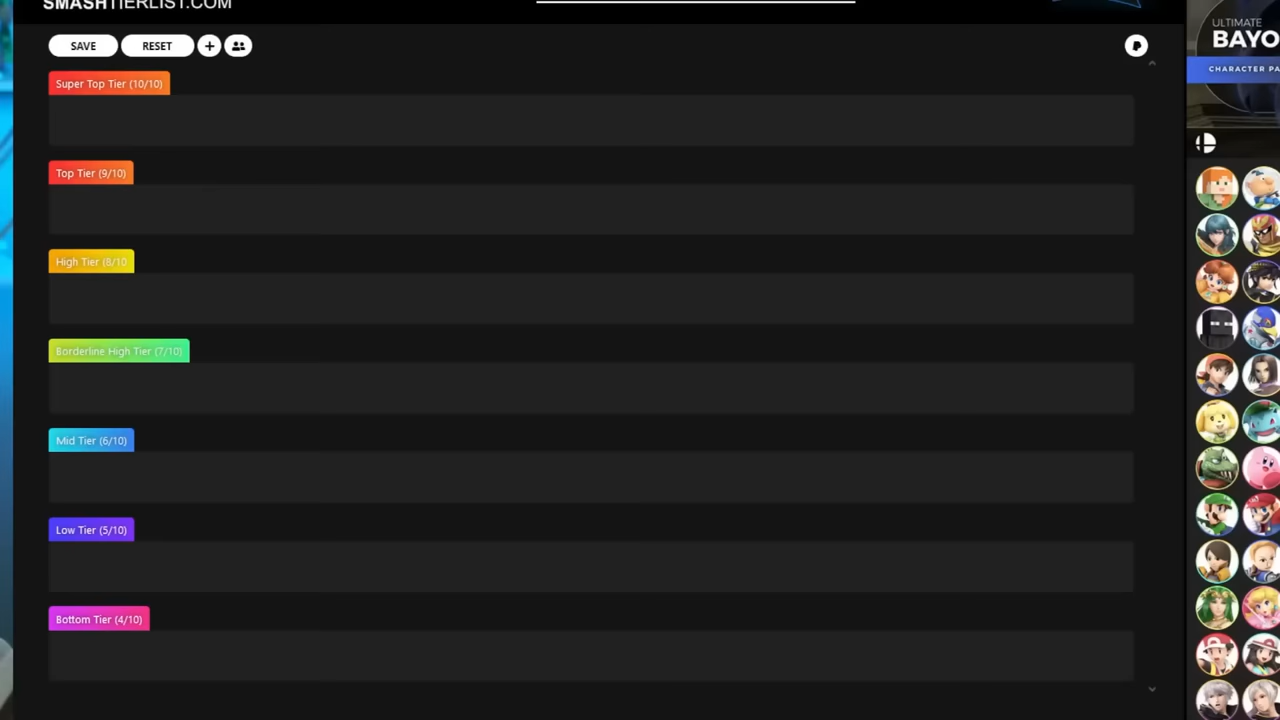 SMASHTIERLIST.COM
SAVE
RESET
Super Top Tier (10/10)
Top Tier (9/10)
High Tier (8/10
Borderline High Tier (7/10)
Mid Tier (6/10)
Low Tier (5/10)
Bottom Tier (4/10)
ULTIMATE
BAYO
CHARACTER PA